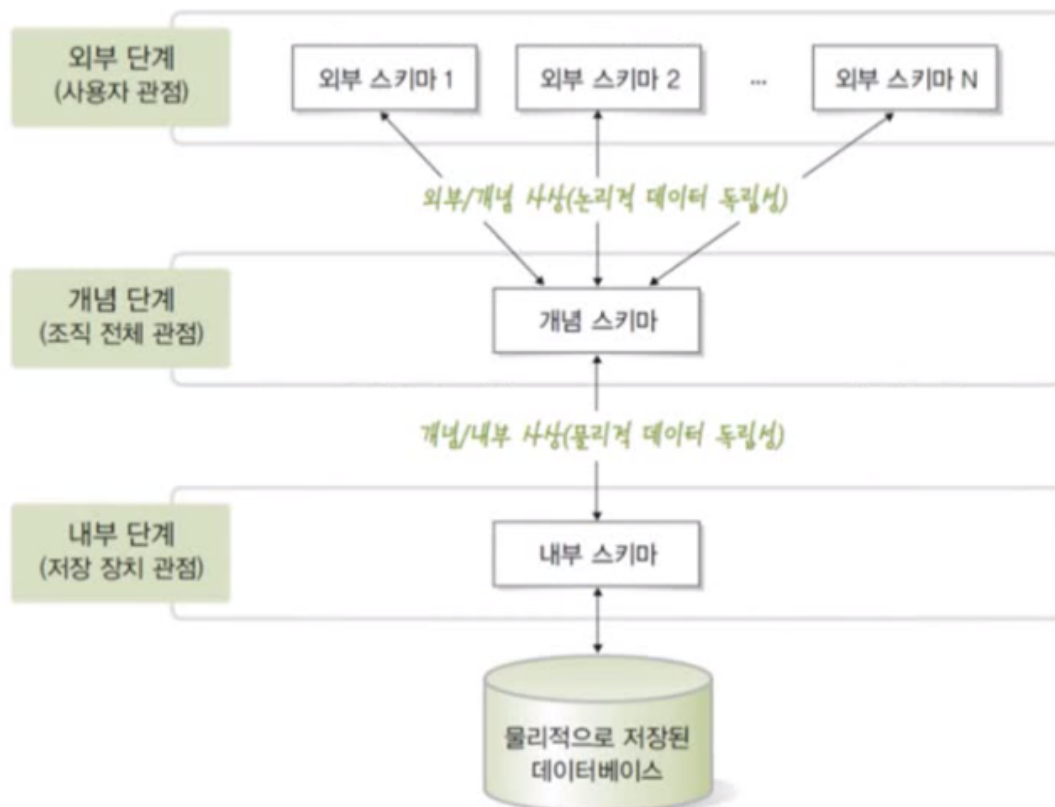 외부 단계
(사용자 관점)
외부 스키마 1
외부 스키마 2
...
외부 스키마 N
외부/개념 사상(논리적 데이터 독립성)
개념 단계
(조직 전체 관점)
개념 스키마
개념/내부 사상(물리적 데이터 독립성)
내부 단계
(저장 장치 관점)
내부 스키마
물리적으로 저장된
데이터베이스